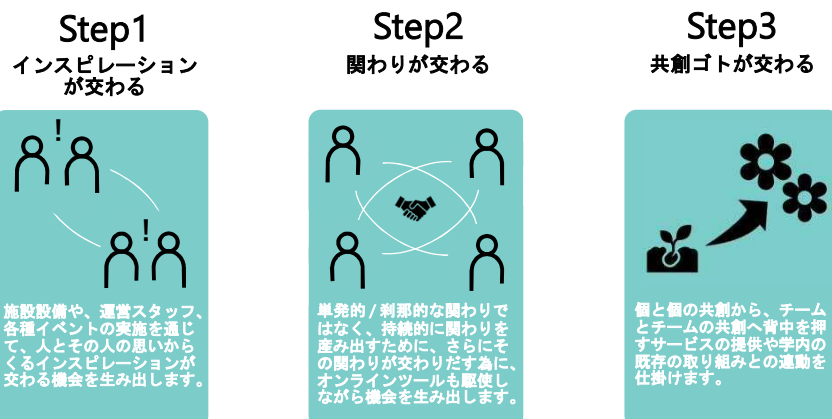 Step1
インスピレーション
が交わる
!
!
施設設備や、運営スタッフ、
各種イベントの実施を通じ
て、人とその人の思いから
くるインスピレーションが
交わる機会を生み出します。
Step2
関わりが交わる
単発的/刹那的な関わりで
はなく、持続的に関わりを
産み出すために、さらにそ
の関わりが交わりだす為に、
オンラインツールも駆使し
ながら機会を生み出します。
Step3
共創ゴトが交わる
個と個の共創から、チーム
とチームの共創へ背中を押
すサービスの提供や学内の
既存の取り組みとの連動を
仕掛けます。